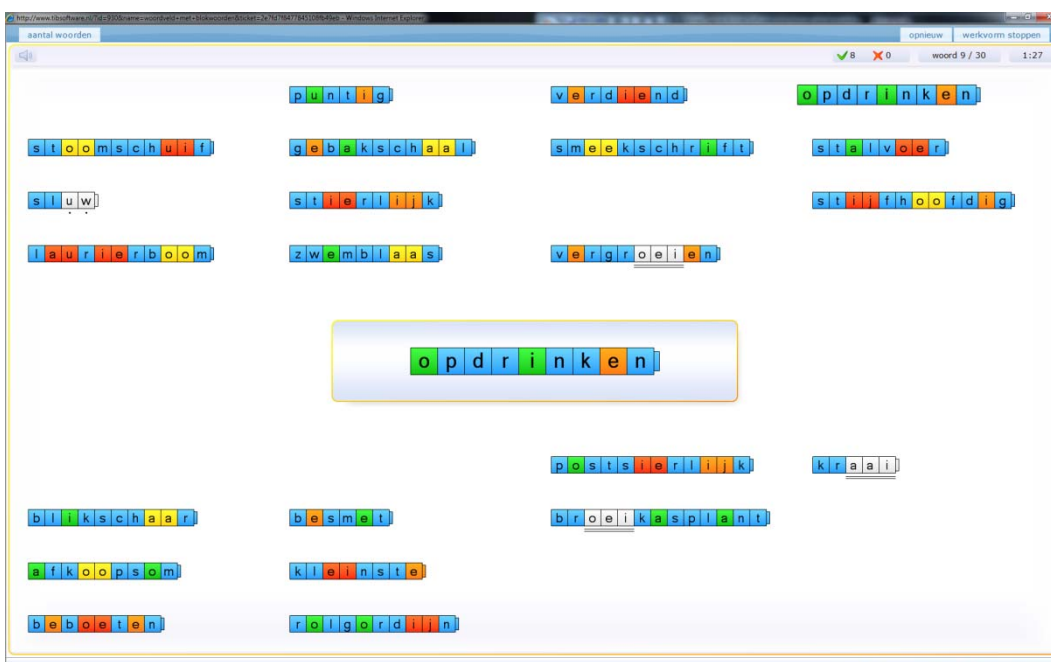 http://www.tibsoftware.nl/?id=930&name=woordveld+met+blokwoorden&ticket=2e7fd7f8477845108fb49eb - Windows Internet Explorer
aantal woorden opnieuw werkvorm stoppen
8 0 woord 9 / 30 1:27
puntig verdiend opdrinken
stoomschuif gebakschaal smeekschrift stalvoer
sluw stierlijk stijfhoofdig
laurierboom zwemblaas vergroeien
opdrinken
postsierlijk kraai
blikschaar besmet broeikasplant
afkoopsom kleinste
beboeten rolgordijn